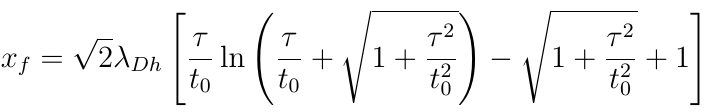 $x_f = \sqrt{2}\lambda_{Dh} \left[ \frac{\tau}{t_0} \ln \left( \frac{\tau}{t_0} + \sqrt{1 + \frac{\tau^2}{t_0^2}} \right) - \sqrt{1 + \frac{\tau^2}{t_0^2}} + 1 \right]$